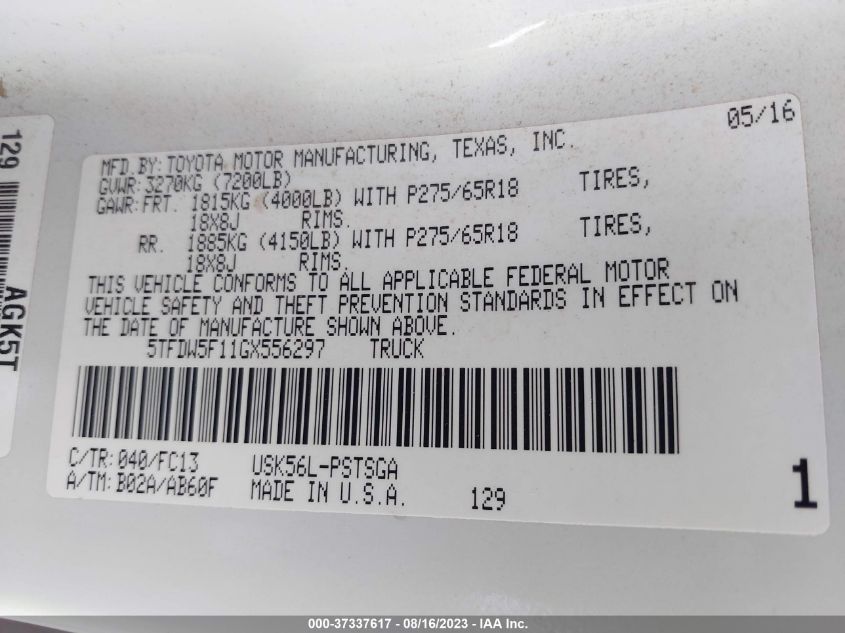 05/16
MFD.BY:TOYOTA MOTOR MANUFACTURING, TEXAS, INC.
GVWR:3270KG (7200LB)
GAWR:FRT. 1815KG (4000LB) WITH P275/65R18 TIRES,
18X8J RIMS.
RR. 1885KG (4150LB) WITH P275/65R18 TIRES,
18X8J RIMS.
THIS VEHICLE CONFORMS TO ALL APPLICABLE FEDERAL MOTOR
VEHICLE SAFETY AND THEFT PREVENTION STANDARDS IN EFFECT ON
THE DATE OF MANUFACTURE SHOWN ABOVE.
5TFDW5F11GX556297 TRUCK
C/TR:040/FC13 USK56L-PSTSGA
A/TM:B02A/AB60F MADE IN U.S.A. 129
1
129
AGK5T
000-37337617 - 08/16/2023 - IAA Inc.